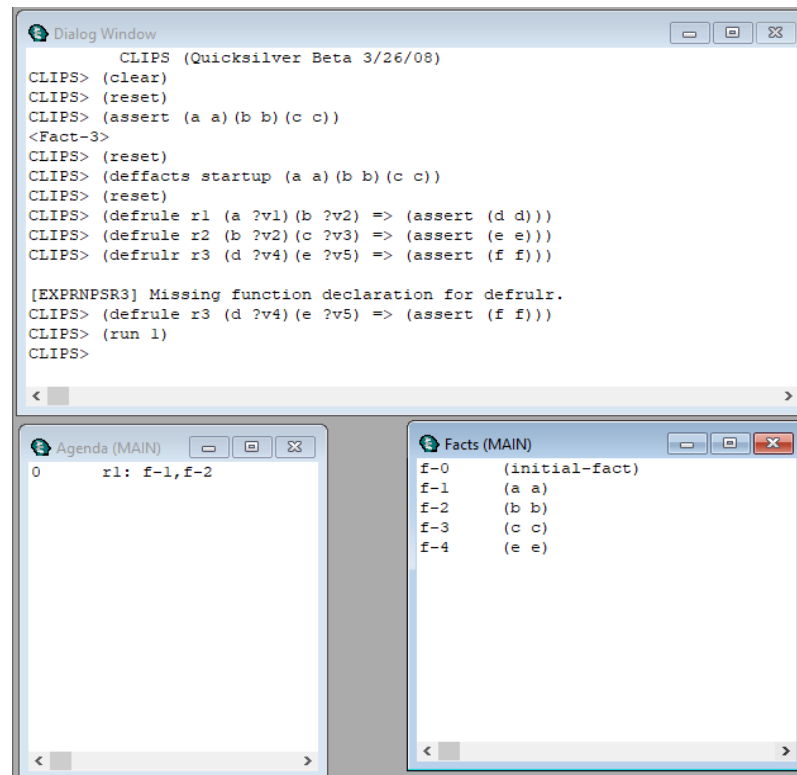 Dialog Window
CLIPS (Quicksilver Beta 3/26/08)
CLIPS> (clear)
CLIPS> (reset)
CLIPS> (assert (a a)(b b)(c c))
<Fact-3>
CLIPS> (reset)
CLIPS> (deffacts startup (a a)(b b)(c c))
CLIPS> (reset)
CLIPS> (defrule r1 (a ?v1)(b ?v2) => (assert (d d)))
CLIPS> (defrule r2 (b ?v2)(c ?v3) => (assert (e e)))
CLIPS> (defrulr r3 (d ?v4)(e ?v5) => (assert (f f)))
[EXPRNPSR3] Missing function declaration for defrulr.
CLIPS> (defrule r3 (d ?v4)(e ?v5) => (assert (f f)))
CLIPS> (run 1)
CLIPS>
Agenda (MAIN)
0 r1: f-1,f-2
Facts (MAIN)
f-0 (initial-fact)
f-1 (a a)
f-2 (b b)
f-3 (c c)
f-4 (e e)